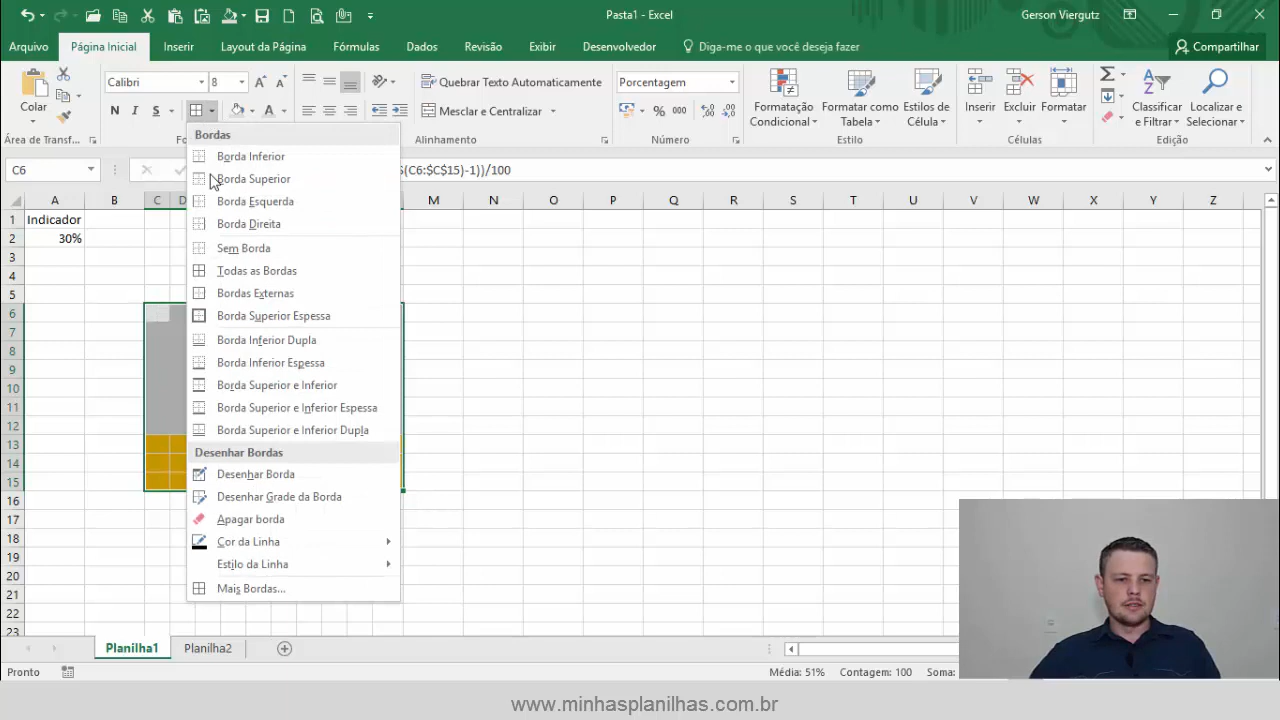 Pasta1 - Excel
Gerson Viergutz
Arquivo
Página Inicial
Inserir
Layout da Página
Fórmulas
Dados
Revisão
Exibir
Desenvolvedor
Diga-me o que você deseja fazer
Compartilhar
Colar
Calibri
8
N I S
Quebrar Texto Automaticamente
Mesclar e Centralizar
Porcentagem
% 000
Formatação Condicional
Formatar como Tabela
Estilos de Célula
Inserir
Excluir
Formatar
Classificar e Filtrar
Localizar e Selecionar
Área de Transf...
Alinhamento
Estilo
Células
C6
(C6:$C$15)-1))/100
A B C D M N O P Q R S T U V W X Y Z
1 Indicador
2 30%
3
4
5
6
7
8
9
10
11
12
13
14
15
16
17
18
19
20
21
22
23
Bordas
Borda Inferior
Borda Superior
Borda Esquerda
Borda Direita
Sem Borda
Todas as Bordas
Bordas Externas
Borda Superior Espessa
Borda Inferior Dupla
Borda Inferior Espessa
Borda Superior e Inferior
Borda Superior e Inferior Espessa
Borda Superior e Inferior Dupla
Desenhar Bordas
Desenhar Borda
Desenhar Grade da Borda
Apagar borda
Cor da Linha
Estilo da Linha
Mais Bordas...
Planilha1
Planilha2
Pronto
Média: 51%
Contagem: 100
Soma:
www.minhasplanilhas.com.br